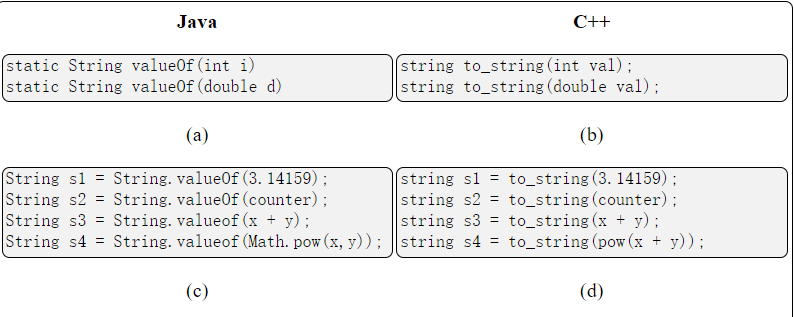 Java
C++
static String valueOf(int i)
static String valueOf(double d)
string to_string(int val);
string to_string(double val);
(a)
(b)
String s1 = String.valueOf(3.14159);
String s2 = String.valueOf(counter);
String s3 = String.valueof(x + y);
String s4 = String.valueof(Math.pow(x,y));
string s1 = to_string(3.14159);
string s2 = to_string(counter);
string s3 = to_string(x + y);
string s4 = to_string(pow(x + y));
(c)
(d)